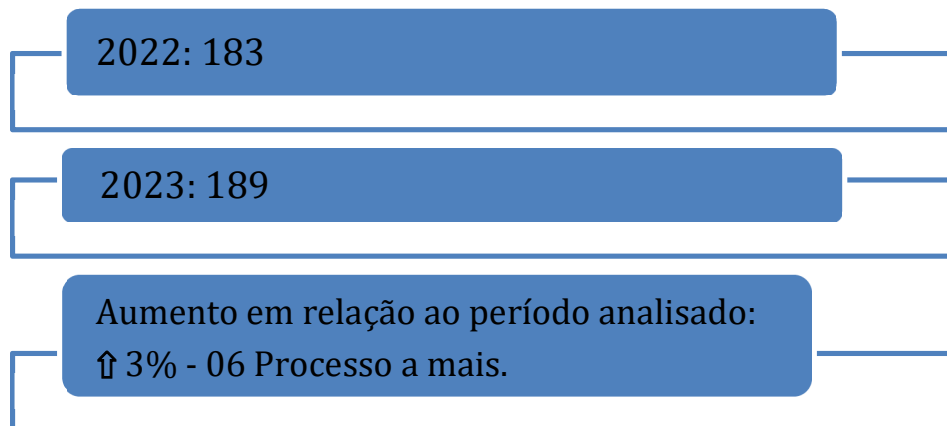 2022: 183
2023: 189
Aumento em relação ao período analisado:
⇧ 3% - 06 Processo a mais.